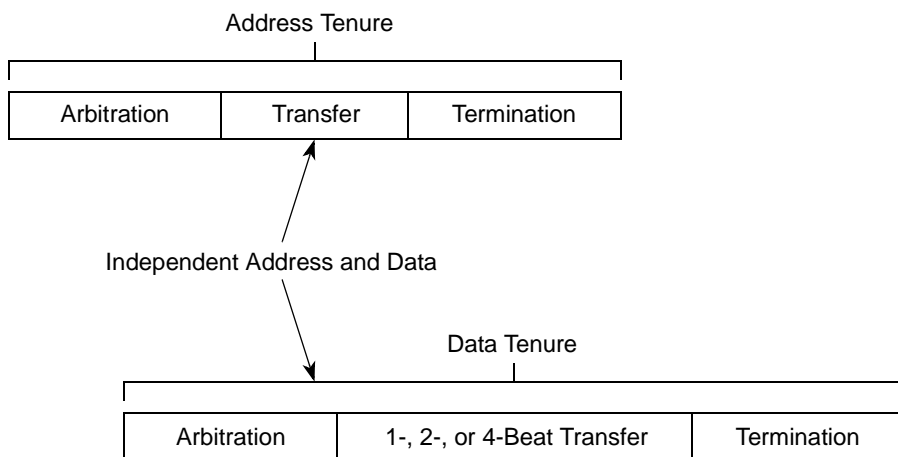 Address Tenure
Arbitration
Transfer
Termination
Independent Address and Data
Data Tenure
Arbitration
1-, 2-, or 4-Beat Transfer
Termination